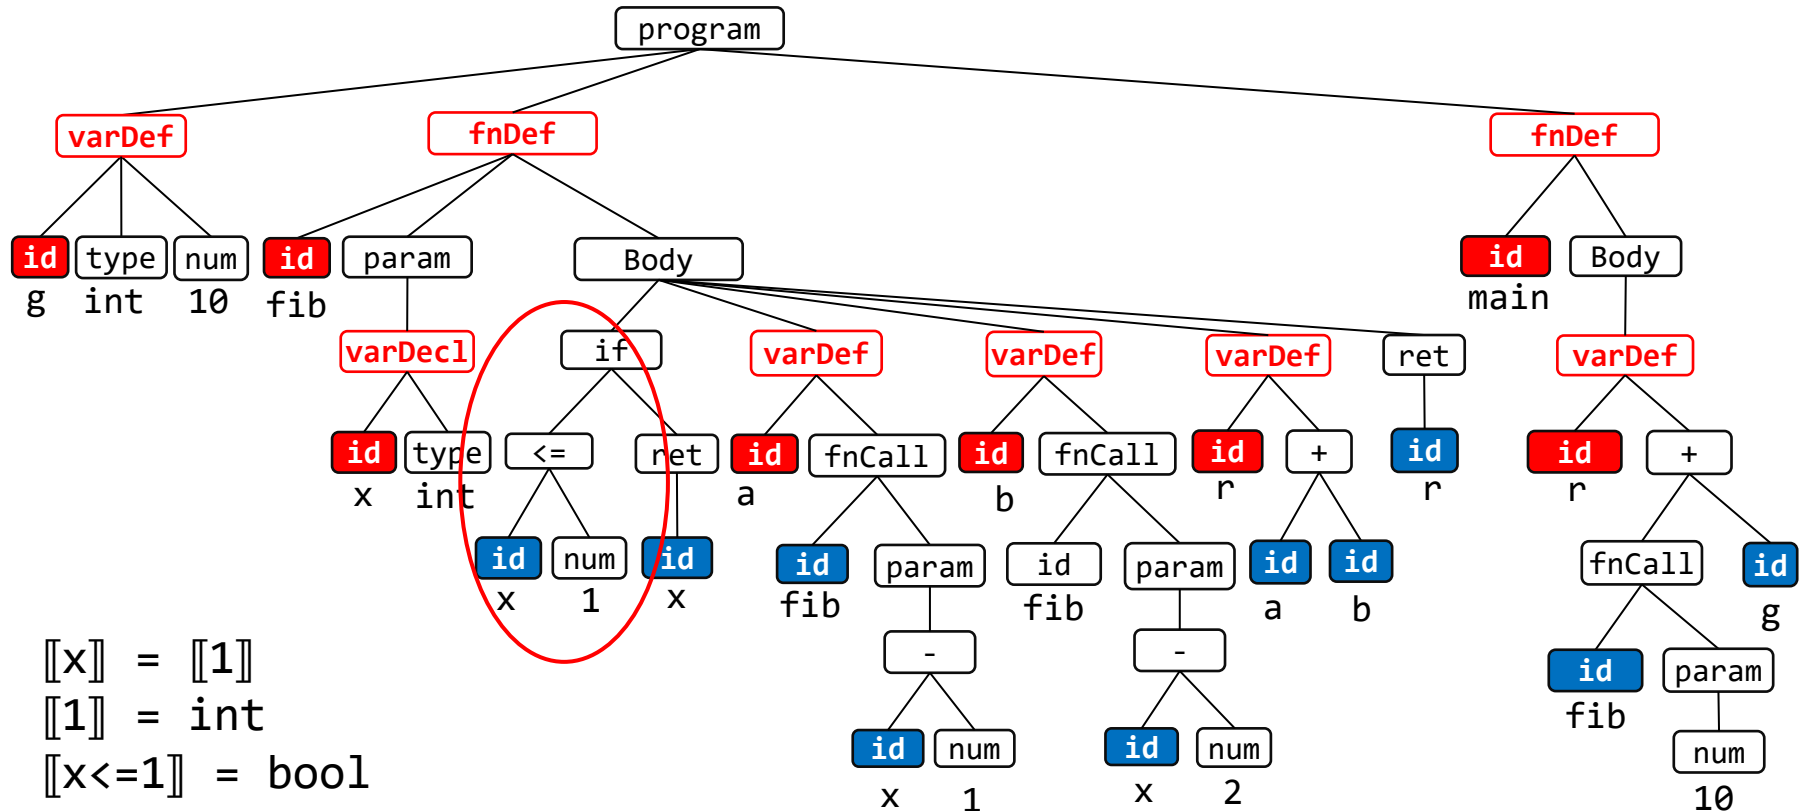 program
varDef fnDef fnDef
id type num id param Body id Body
g int 10 fib main
varDecl if varDef varDef varDef ret varDef
id type <= ret id fnCall id fnCall id + id id +
x int a b r r r
id num id id param id param id id fnCall id
x 1 x fib fib a b g
- - id param
fib
id num id num num
x 1 x 2 10
⟦x⟧ = ⟦1⟧
⟦1⟧ = int
⟦x<=1⟧ = bool